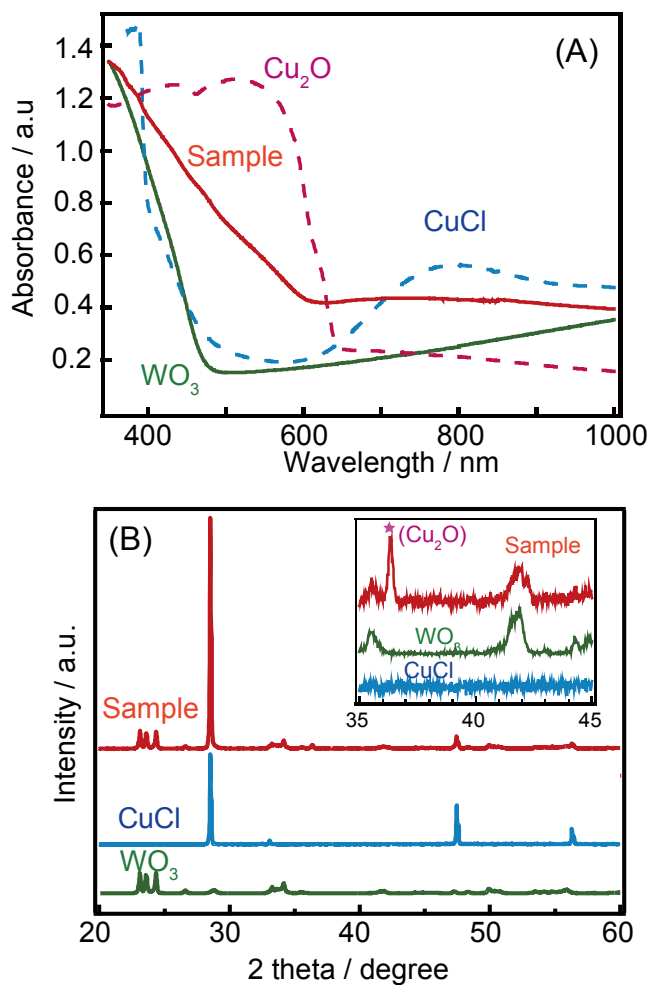 (A)
1.4
1.2
1.0
0.8
0.6
0.4
0.2
Absorbance / a.u
Cu₂O
Sample
CuCl
WO₃
400
600
800
1000
Wavelength / nm
(B)
★(Cu₂O)
Sample
WO₃
CuCl
35
40
45
Intensity / a.u.
Sample
CuCl
WO₃
20
30
40
50
60
2 theta / degree